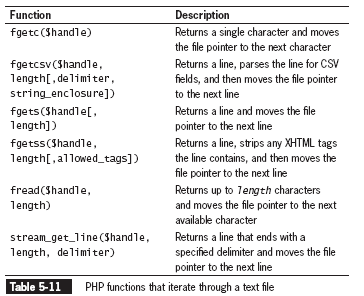 Function Description
fgetc($handle) Returns a single character and moves
the file pointer to the next character
fgetcsv($handle, Returns a line, parses the line for CSV
length[,delimiter, fields, and then moves the file pointer
string_enclosure]) to the next line
fgets($handle[, Returns a line and moves the file
length]) pointer to the next line
fgetss($handle, Returns a line, strips any XHTML tags
length[,allowed_tags]) the line contains, and then moves the
file pointer to the next line
fread($handle, Returns up to length characters
length) and moves the file pointer to the next
available character
stream_get_line($handle, Returns a line that ends with a
length, delimiter) specified delimiter and moves the file
pointer to the next line
Table 5-11 PHP functions that iterate through a text file